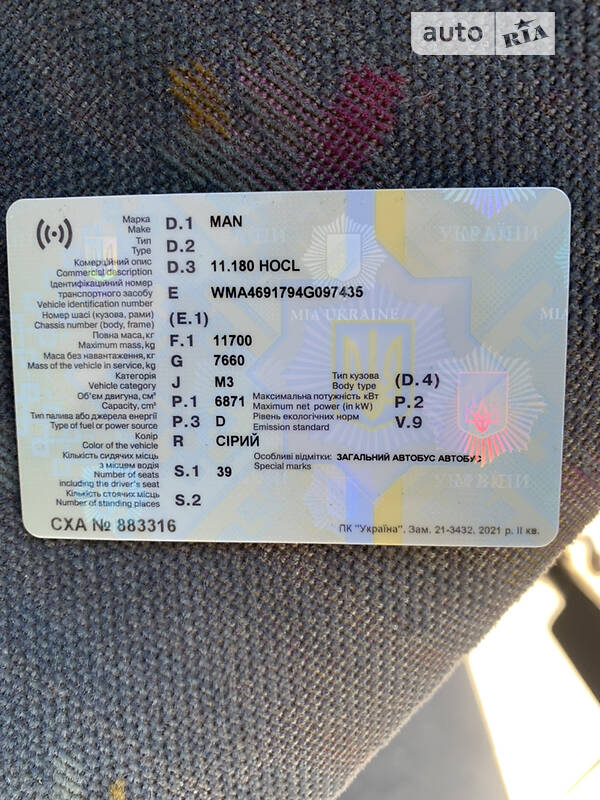 auto RIA
Марка D.1 MAN
Make
Тип D.2
Type
Комерційний опис D.3 11.180 HOCL
Commercial description
Ідентифікаційний номер
транспортного засобу E WMA4691794G097435
Vehicle identification number
Номер шасі (кузова, рами) (E.1)
Chassis number (body, frame)
Повна маса, кг F.1 11700
Maximum mass, kg
Маса без навантаження, кг G 7660
Mass of the vehicle in service, kg
Категорія J M3
Vehicle category
Тип кузова (D.4)
Body type
Об'єм двигуна, см³ P.1 6871
Capacity, cm³
Максимальна потужність кВт P.2
Maximum net power (in kW)
Тип палива або джерела енергії P.3 D
Type of fuel or power source
Рівень екологічних норм V.9
Emission standard
Колір R СІРИЙ
Color of the vehicle
Кількість сидячих місць
з місцем водія S.1 39
Number of seats
including the driver's seat
Особливі відмітки: ЗАГАЛЬНИЙ АВТОБУС АВТОБУС
Special marks
Кількість стоячих місць S.2
Number of standing places
СХА № 883316
ПК "Україна". Зам. 21-3432. 2021 р. II кв.
УКРАЇНИ
MIA UKRAINE